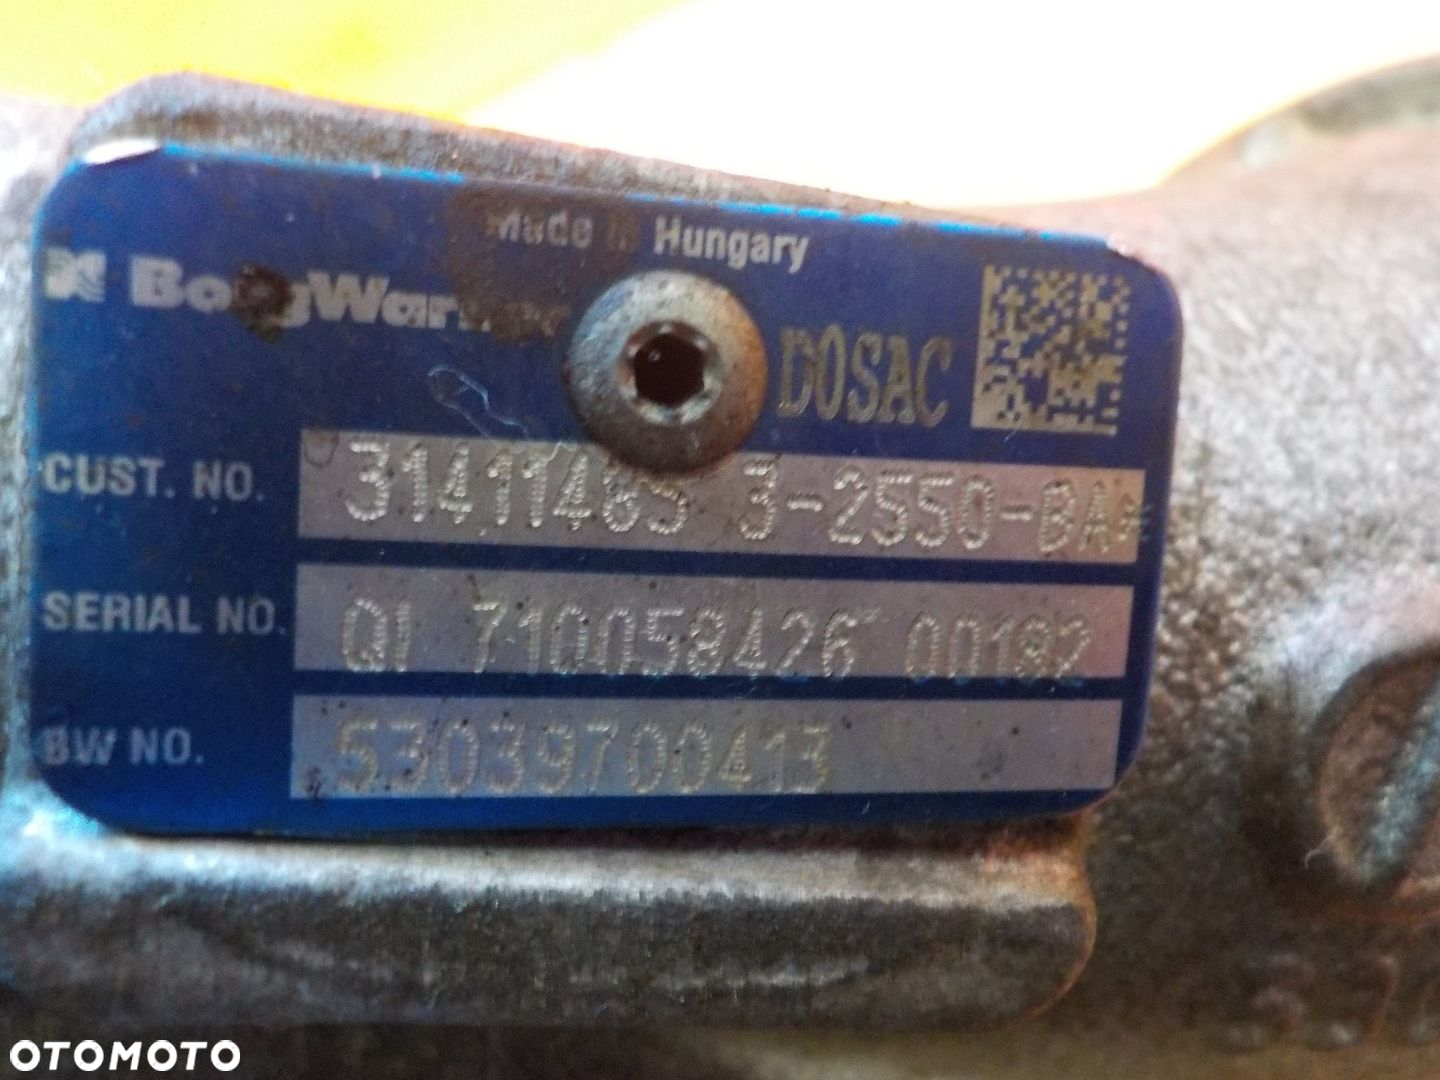 Made in Hungary
BorgWarner
DOSAC
CUST. NO. 31411485 3-2550-BA
SERIAL NO. QI 710058426 00182
BW NO. 53039700413
OTOMOTO